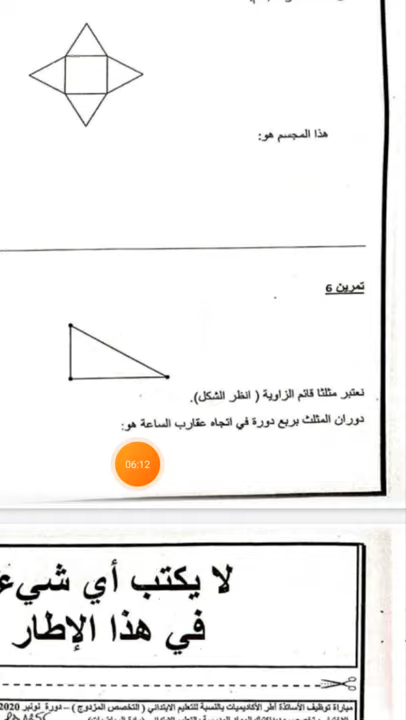 هذا المجسم هو:
تمرين 6
نعتبر مثلثا قائم الزاوية ( انظر الشكل).
دوران المثلث بربع دورة في اتجاه عقارب الساعة هو:
06:12
لا يكتب أي شيء
في هذا الإطار
مباراة توظيف الأساتذة أطر الأكاديميات بالنسبة للتعليم الابتدائي ( التخصص المزدوج ) – دورة نونبر 2020